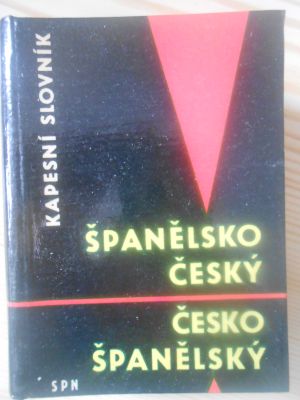 KAPESNÍ SLOVNÍK
ŠPANĚLSKO
ČESKÝ
ČESKO
ŠPANĚLSKÝ
SPN